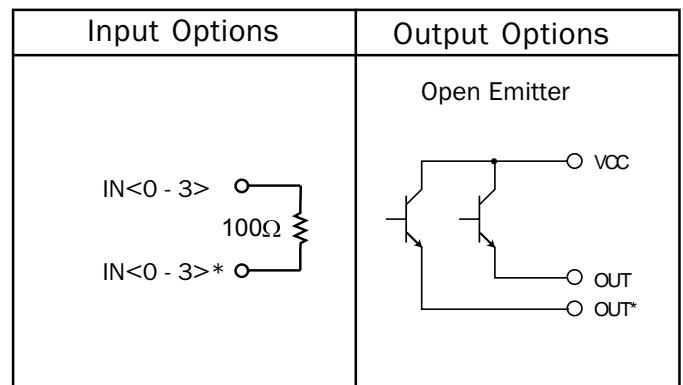 Input Options
Output Options
Open Emitter
IN<0 - 3>
100Ω
IN<0 - 3>*
VCC
OUT
OUT*